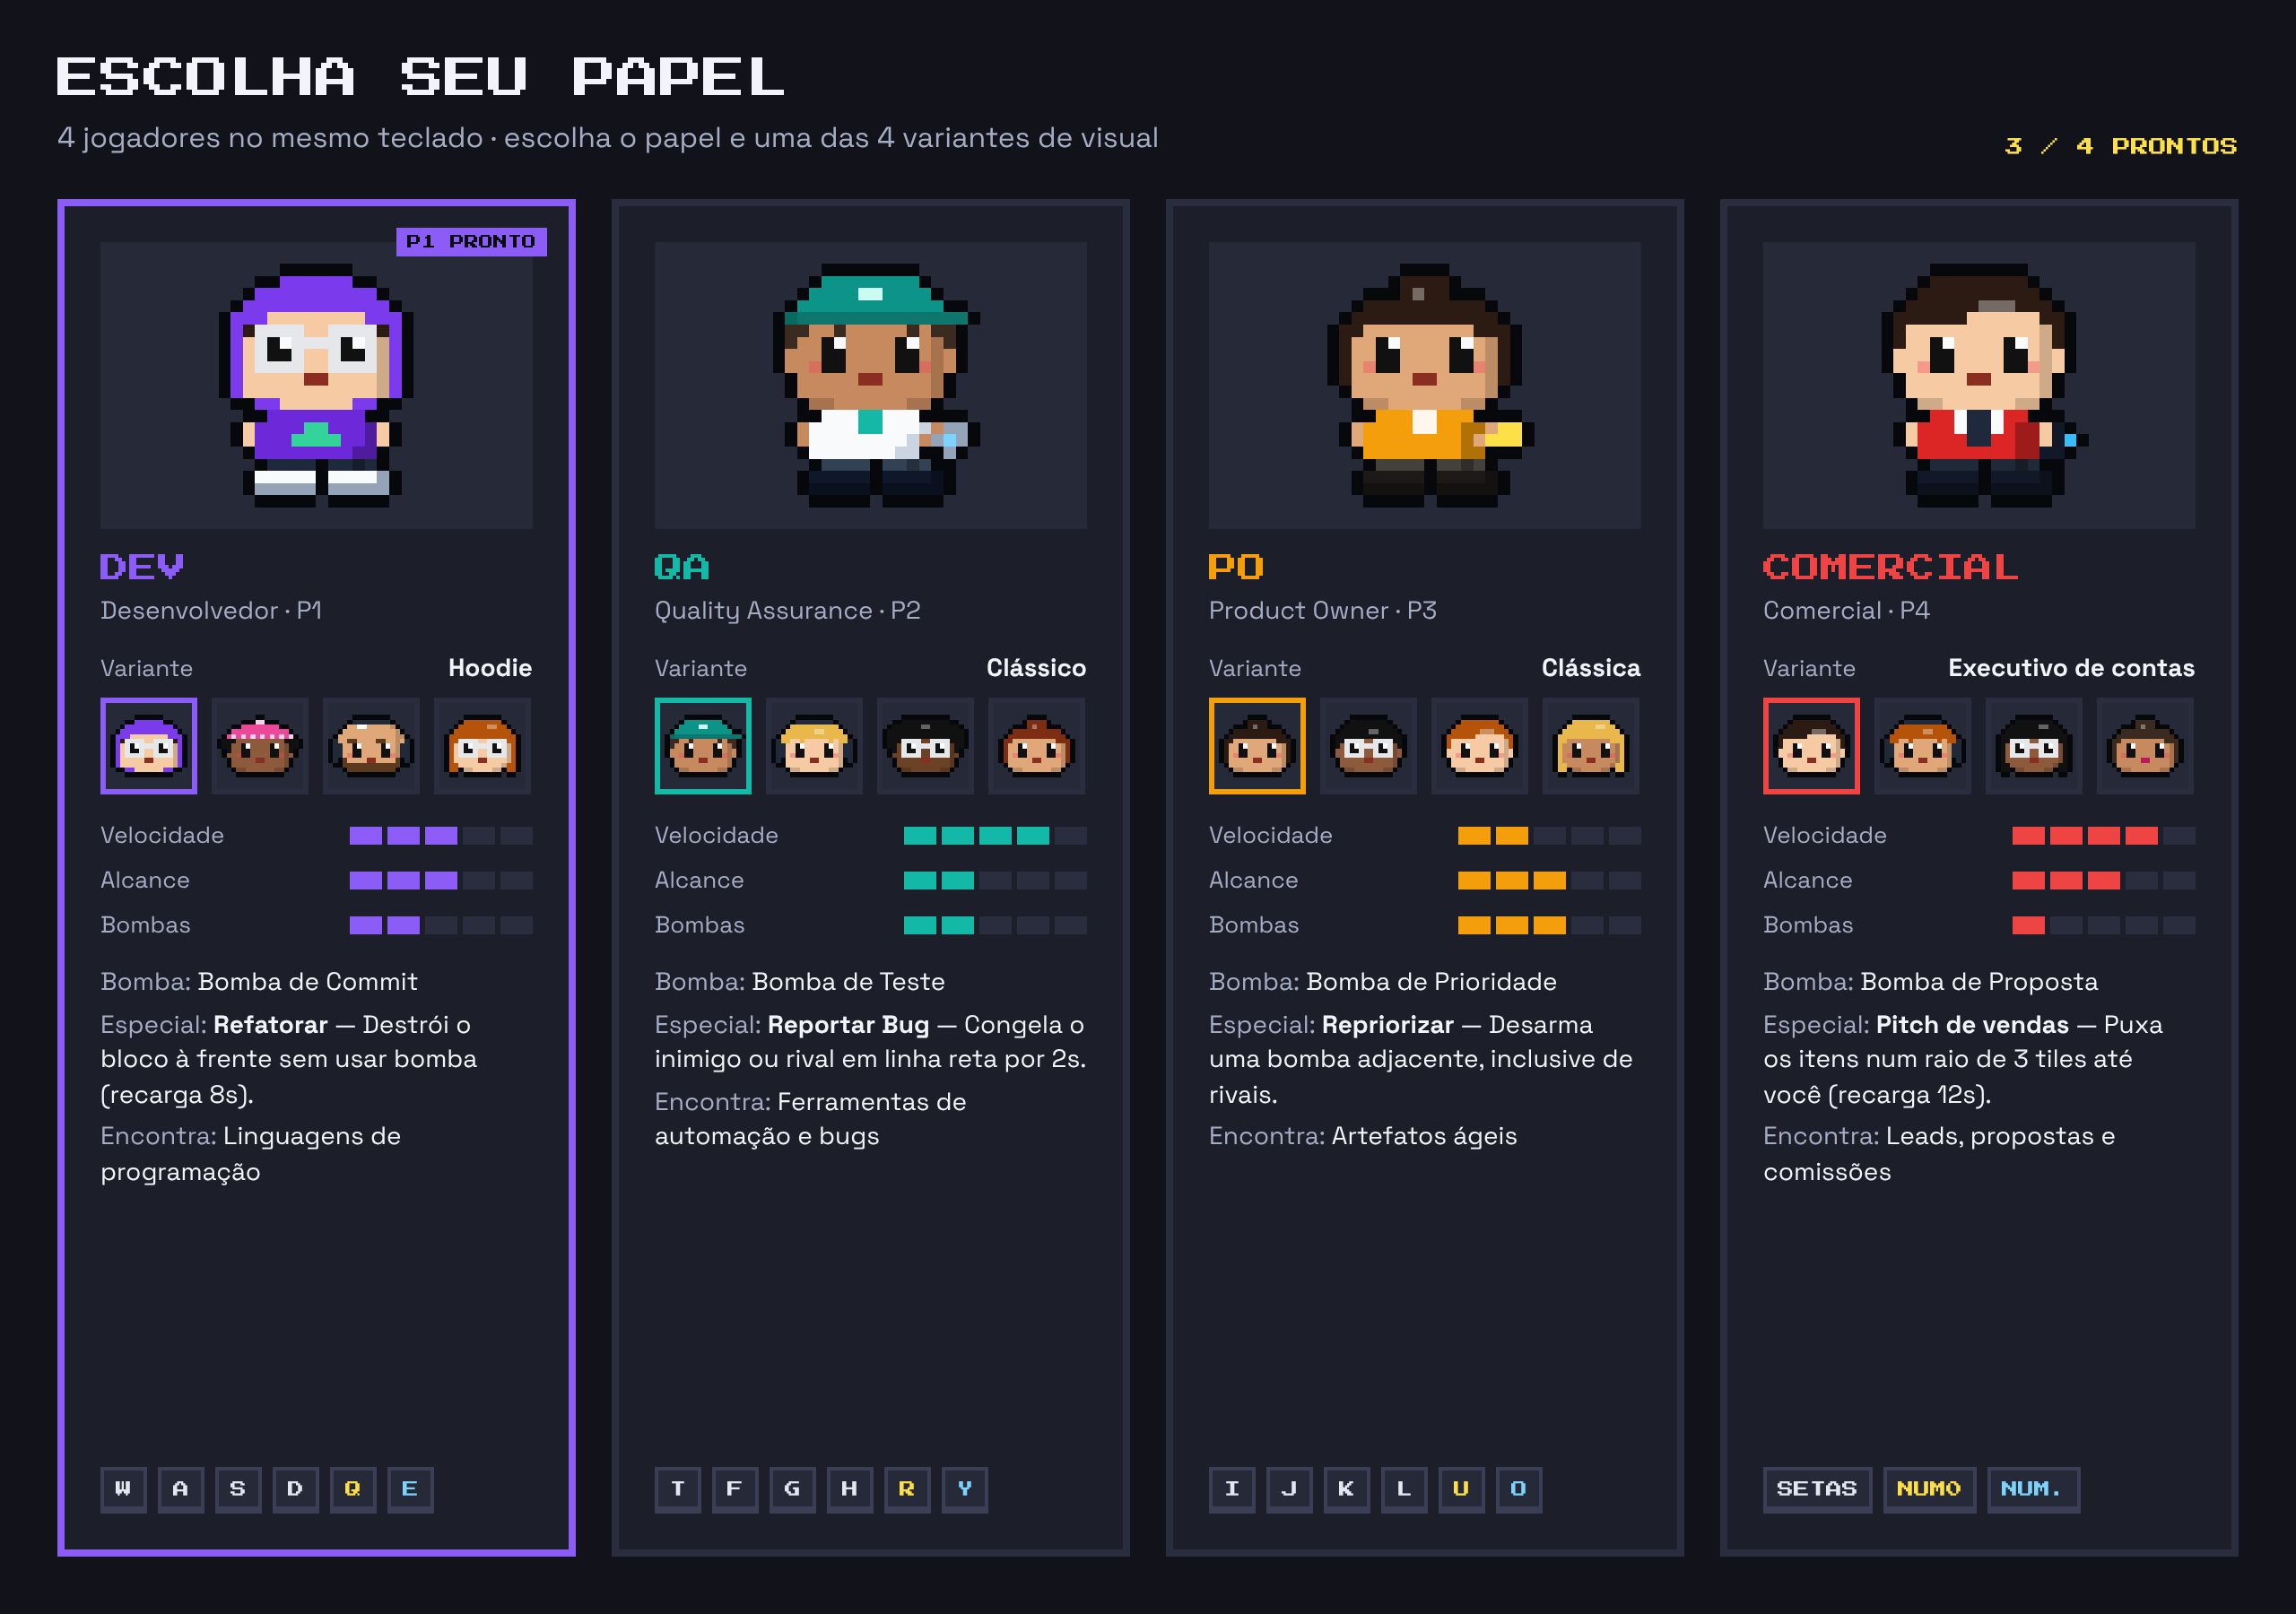 ESCOLHA SEU PAPEL
4 jogadores no mesmo teclado · escolha o papel e uma das 4 variantes de visual
3 / 4 PRONTOS
P1 PRONTO
DEV
Desenvolvedor · P1
Variante Hoodie
Velocidade
Alcance
Bombas
Bomba: Bomba de Commit
Especial: Refatorar — Destrói o
bloco à frente sem usar bomba
(recarga 8s).
Encontra: Linguagens de
programação
W A S D Q E
QA
Quality Assurance · P2
Variante Clássico
Velocidade
Alcance
Bombas
Bomba: Bomba de Teste
Especial: Reportar Bug — Congela o
inimigo ou rival em linha reta por 2s.
Encontra: Ferramentas de
automação e bugs
T F G H R Y
PO
Product Owner · P3
Variante Clássica
Velocidade
Alcance
Bombas
Bomba: Bomba de Prioridade
Especial: Repriorizar — Desarma
uma bomba adjacente, inclusive de
rivais.
Encontra: Artefatos ágeis
I J K L U O
COMERCIAL
Comercial · P4
Variante Executivo de contas
Velocidade
Alcance
Bombas
Bomba: Bomba de Proposta
Especial: Pitch de vendas — Puxa
os itens num raio de 3 tiles até
você (recarga 12s).
Encontra: Leads, propostas e
comissões
SETAS NUM0 NUM.